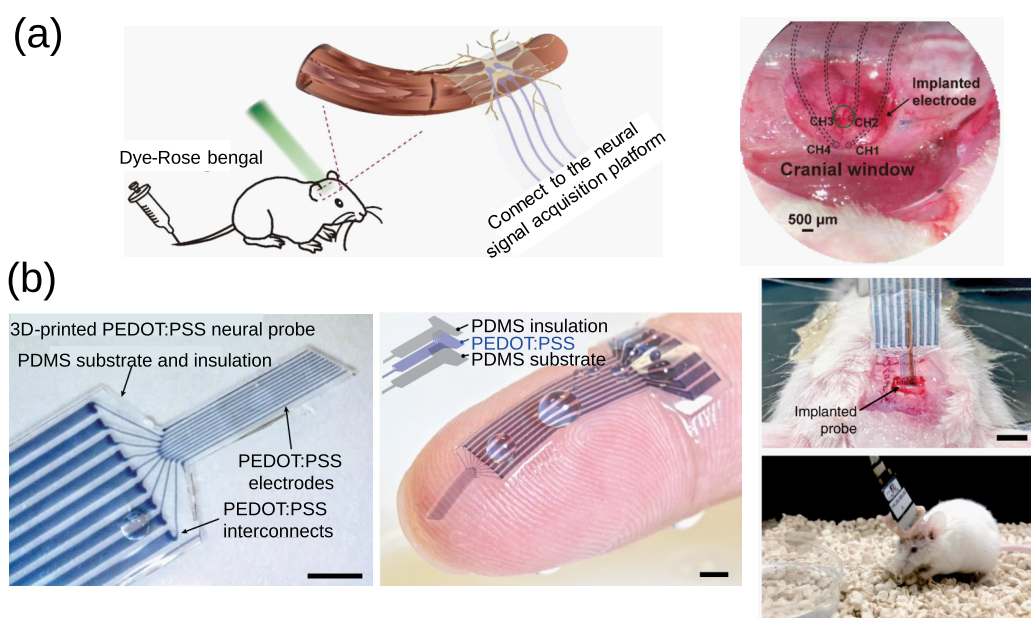 (a)
Dye-Rose bengal
Connect to the neural
signal acquisition platform
Implanted
electrode
CH3
CH2
CH4
CH1
Cranial window
500 μm
(b)
3D-printed PEDOT:PSS neural probe
PDMS substrate and insulation
PEDOT:PSS
electrodes
PEDOT:PSS
interconnects
PDMS insulation
PEDOT:PSS
PDMS substrate
Implanted
probe